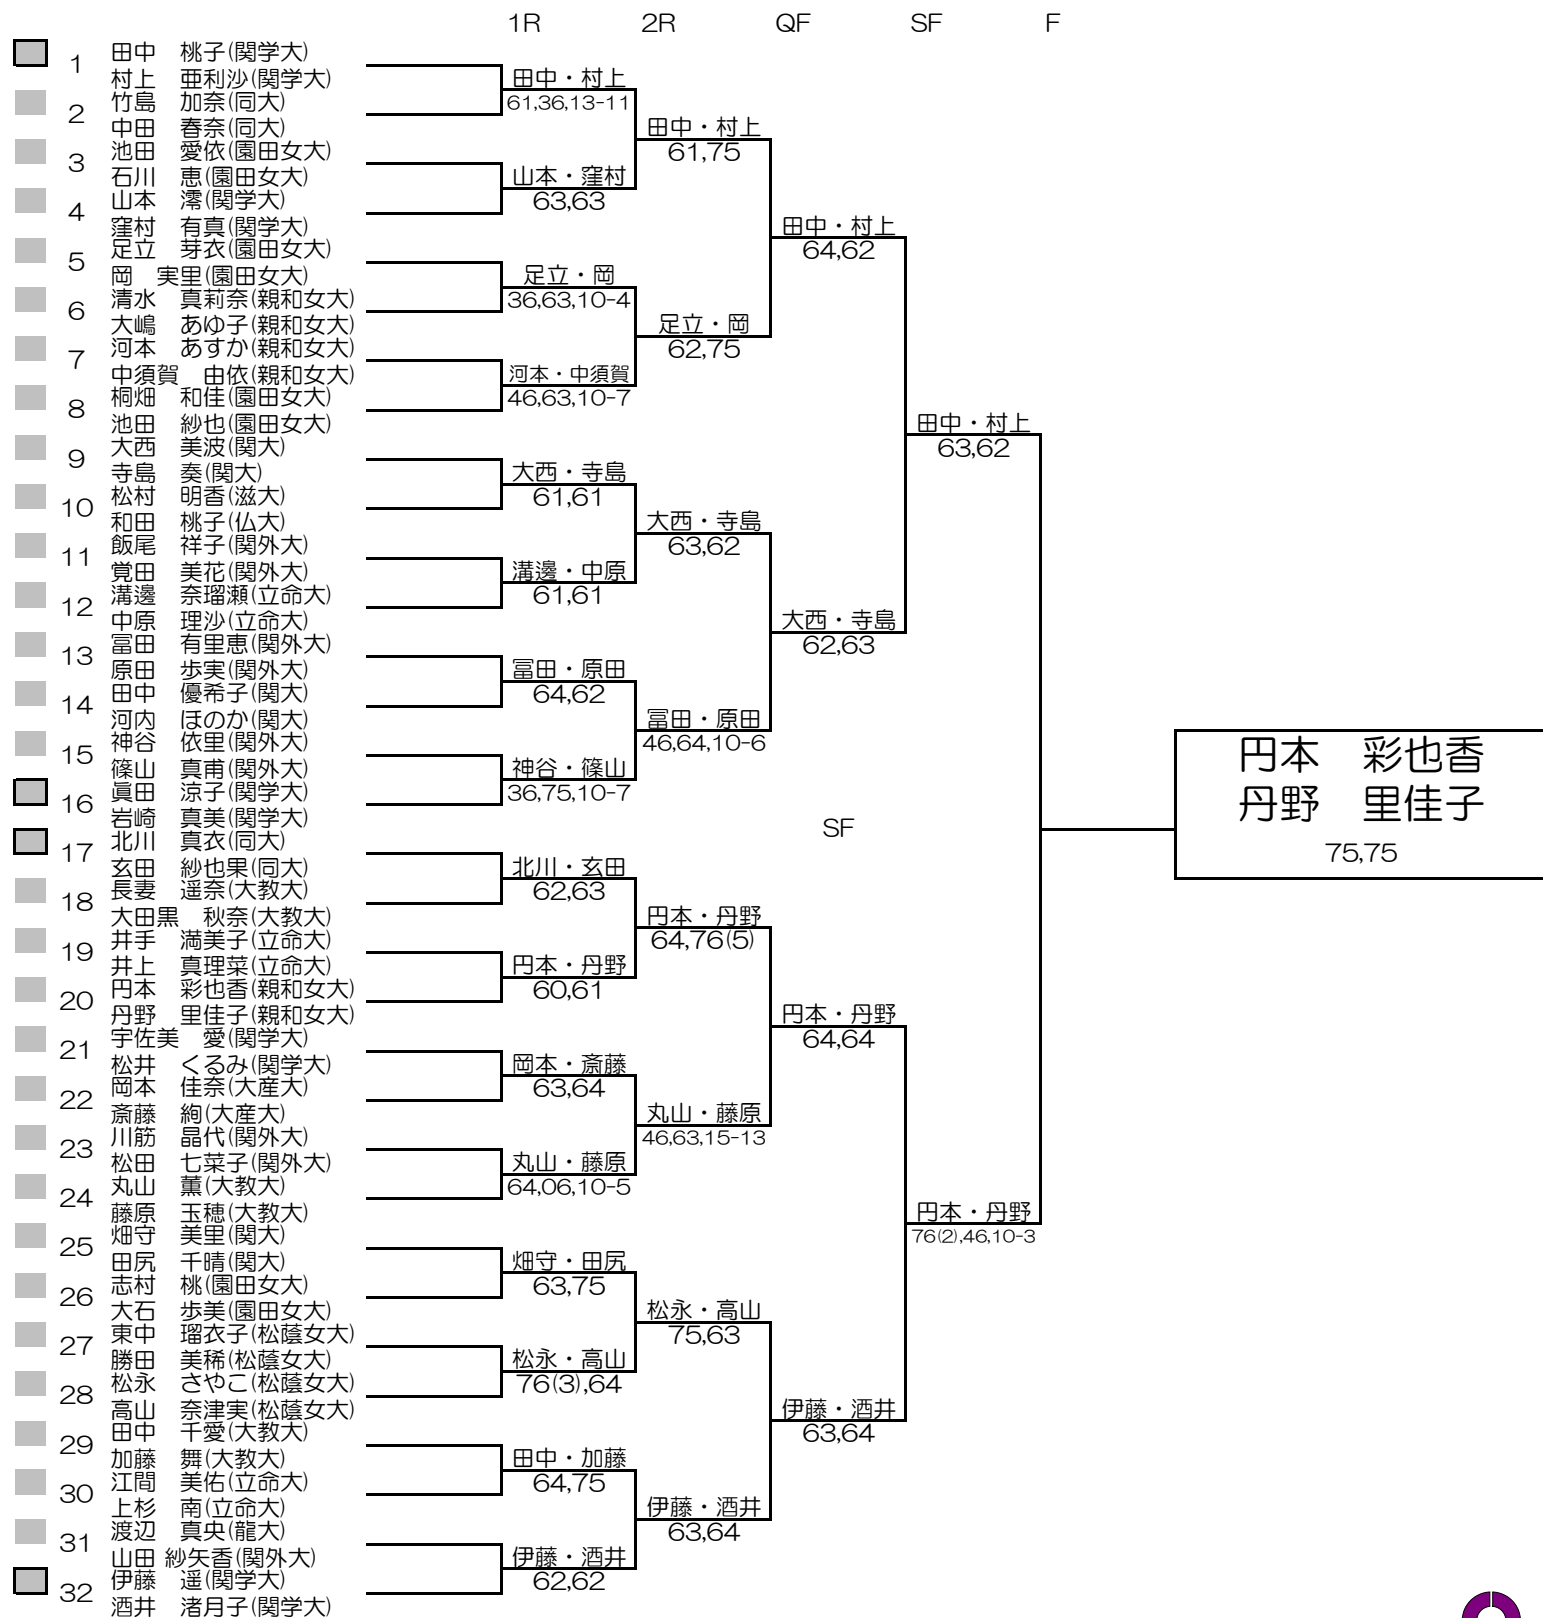 1R 2R QF SF F
1
田中　桃子(関学大)
村上　亜利沙(関学大)
2
竹島　加奈(同大)
中田　春奈(同大)
3
池田　愛依(園田女大)
石川　恵(園田女大)
4
山本　澪(関学大)
窪村　有真(関学大)
5
足立　芽衣(園田女大)
岡　実里(園田女大)
6
清水　真莉奈(親和女大)
大嶋　あゆ子(親和女大)
7
河本　あすか(親和女大)
中須賀　由依(親和女大)
8
桐畑　和佳(園田女大)
池田　紗也(園田女大)
9
大西　美波(関大)
寺島　奏(関大)
10
松村　明香(滋大)
和田　桃子(仏大)
11
飯尾　祥子(関外大)
覚田　美花(関外大)
12
溝邊　奈瑠瀬(立命大)
中原　理沙(立命大)
13
冨田　有里恵(関外大)
原田　歩実(関外大)
14
田中　優希子(関大)
河内　ほのか(関大)
15
神谷　依里(関外大)
篠山　真甫(関外大)
16
眞田　涼子(関学大)
岩崎　真美(関学大)
17
北川　真衣(同大)
玄田　紗也果(同大)
18
長妻　遥奈(大教大)
大田黒　秋奈(大教大)
19
井手　満美子(立命大)
井上　真理菜(立命大)
20
円本　彩也香(親和女大)
丹野　里佳子(親和女大)
21
宇佐美　愛(関学大)
松井　くるみ(関学大)
22
岡本　佳奈(大産大)
斎藤　絢(大産大)
23
川筋　晶代(関外大)
松田　七菜子(関外大)
24
丸山　薫(大教大)
藤原　玉穂(大教大)
25
畑守　美里(関大)
田尻　千晴(関大)
26
志村　桃(園田女大)
大石　歩美(園田女大)
27
東中　瑠衣子(松蔭女大)
勝田　美稀(松蔭女大)
28
松永　さやこ(松蔭女大)
高山　奈津実(松蔭女大)
29
田中　千愛(大教大)
加藤　舞(大教大)
30
江間　美佑(立命大)
上杉　南(立命大)
31
渡辺　真央(龍大)
山田 紗矢香(関外大)
32
伊藤　遥(関学大)
酒井　渚月子(関学大)
田中・村上
61,36,13-11
山本・窪村
63,63
足立・岡
36,63,10-4
河本・中須賀
46,63,10-7
大西・寺島
61,61
溝邊・中原
61,61
冨田・原田
64,62
神谷・篠山
36,75,10-7
北川・玄田
62,63
円本・丹野
60,61
岡本・斎藤
63,64
丸山・藤原
64,06,10-5
畑守・田尻
63,75
松永・高山
76(3),64
田中・加藤
64,75
伊藤・酒井
62,62
田中・村上
61,75
足立・岡
62,75
大西・寺島
63,62
冨田・原田
46,64,10-6
円本・丹野
64,76(5)
丸山・藤原
46,63,15-13
松永・高山
75,63
伊藤・酒井
63,64
田中・村上
64,62
大西・寺島
62,63
SF
円本・丹野
64,64
伊藤・酒井
63,64
田中・村上
63,62
円本・丹野
76(2),46,10-3
円本　彩也香
丹野　里佳子
75,75